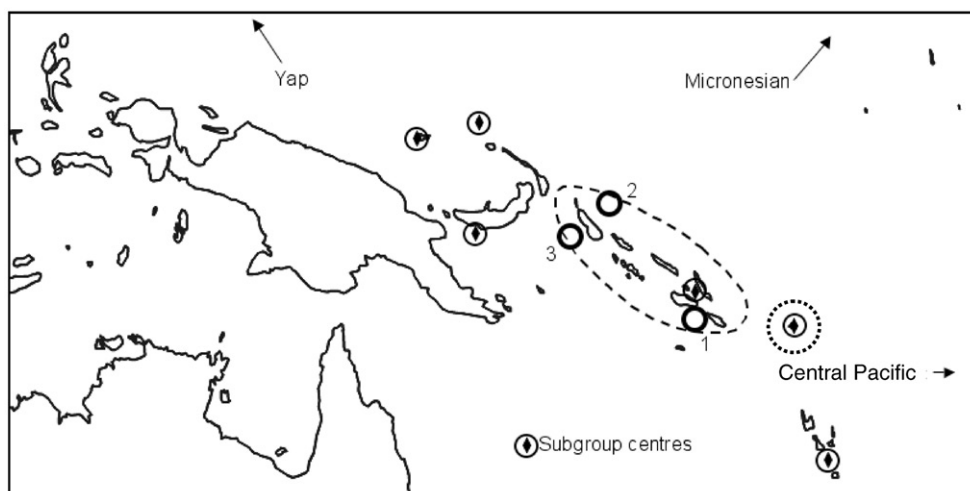 Yap
Micronesian
2
3
1
Central Pacific
Subgroup centres